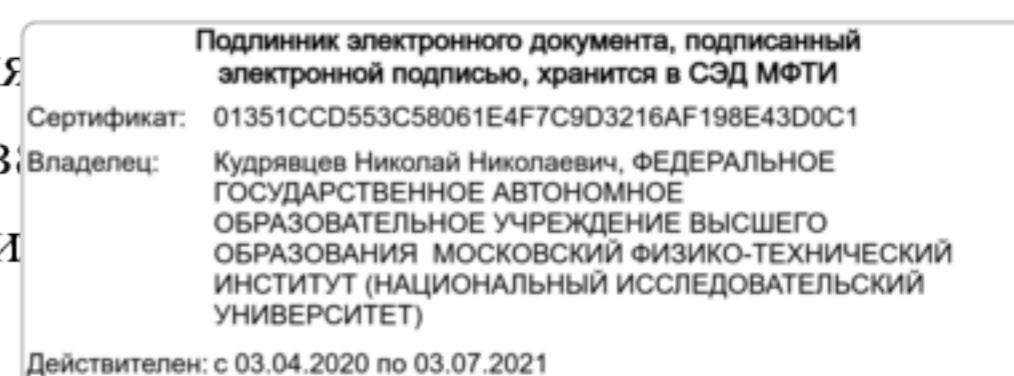 Подлинник электронного документа, подписанный
электронной подписью, хранится в СЭД МФТИ
Сертификат: 01351CCD553C58061E4F7C9D3216AF198E43D0C1
Владелец: Кудрявцев Николай Николаевич, ФЕДЕРАЛЬНОЕ
ГОСУДАРСТВЕННОЕ АВТОНОМНОЕ
ОБРАЗОВАТЕЛЬНОЕ УЧРЕЖДЕНИЕ ВЫСШЕГО
ОБРАЗОВАНИЯ МОСКОВСКИЙ ФИЗИКО-ТЕХНИЧЕСКИЙ
ИНСТИТУТ (НАЦИОНАЛЬНЫЙ ИССЛЕДОВАТЕЛЬСКИЙ
УНИВЕРСИТЕТ)
Действителен: с 03.04.2020 по 03.07.2021